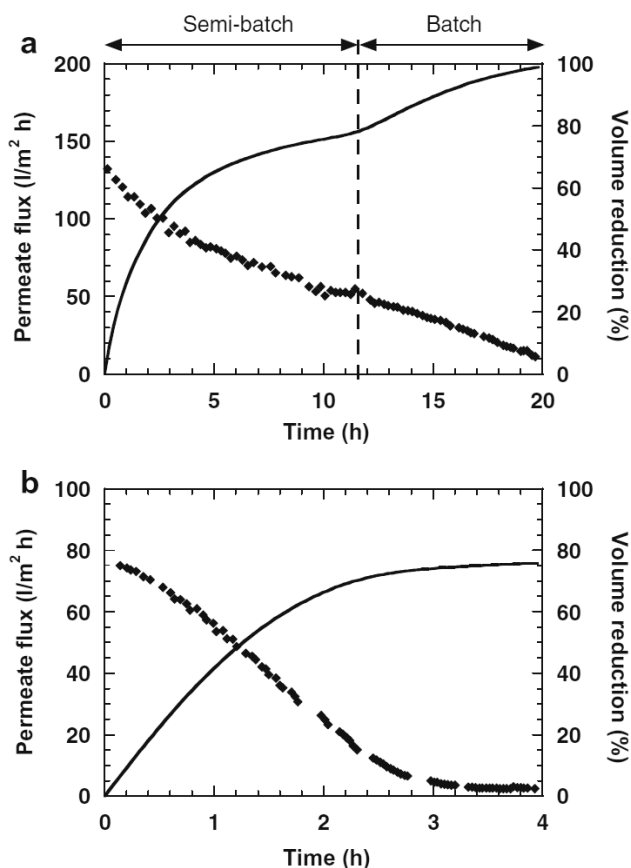 Semi-batch Batch
a
200 100
150 80
100 60
50 40
0 20
0
0 5 10 15 20
Time (h)
Permeate flux (l/m² h)
Volume reduction (%)
b
100 100
80 80
60 60
40 40
20 20
0 0
0 1 2 3 4
Time (h)
Permeate flux (l/m² h)
Volume reduction (%)